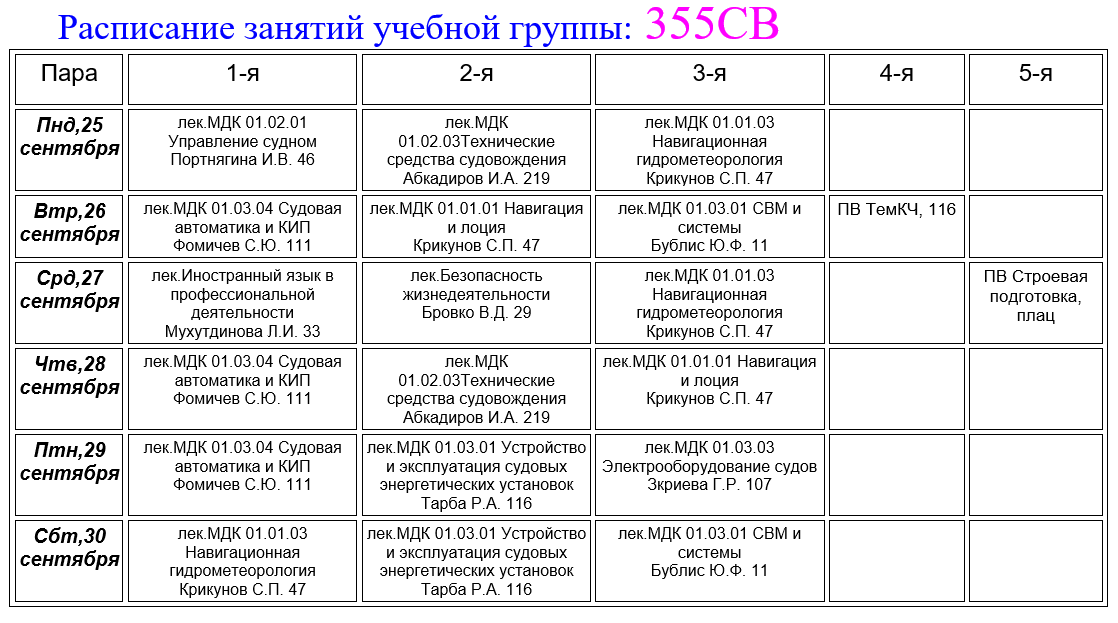 Расписание занятий учебной группы: 355СВ
Пара
1-я
2-я
3-я
4-я
5-я
Пнд,25
сентября
лек.МДК 01.02.01
Управление судном
Портнягина И.В. 46
лек.МДК
01.02.03Технические
средства судовождения
Абкадиров И.А. 219
лек.МДК 01.01.03
Навигационная
гидрометеорология
Крикунов С.П. 47
Втр,26
сентября
лек.МДК 01.03.04 Судовая
автоматика и КИП
Фомичев С.Ю. 111
лек.МДК 01.01.01 Навигация
и лоция
Крикунов С.П. 47
лек.МДК 01.03.01 СВМ и
системы
Бублис Ю.Ф. 11
ПВ ТемКЧ, 116
Срд,27
сентября
лек.Иностранный язык в
профессиональной
деятельности
Мухутдинова Л.И. 33
лек.Безопасность
жизнедеятельности
Бровко В.Д. 29
лек.МДК 01.01.03
Навигационная
гидрометеорология
Крикунов С.П. 47
ПВ Строевая
подготовка,
плац
Чтв,28
сентября
лек.МДК 01.03.04 Судовая
автоматика и КИП
Фомичев С.Ю. 111
лек.МДК
01.02.03Технические
средства судовождения
Абкадиров И.А. 219
лек.МДК 01.01.01 Навигация
и лоция
Крикунов С.П. 47
Птн,29
сентября
лек.МДК 01.03.04 Судовая
автоматика и КИП
Фомичев С.Ю. 111
лек.МДК 01.03.01 Устройство
и эксплуатация судовых
энергетических установок
Тарба Р.А. 116
лек.МДК 01.03.03
Электрооборудование судов
Зкриева Г.Р. 107
Сбт,30
сентября
лек.МДК 01.01.03
Навигационная
гидрометеорология
Крикунов С.П. 47
лек.МДК 01.03.01 Устройство
и эксплуатация судовых
энергетических установок
Тарба Р.А. 116
лек.МДК 01.03.01 СВМ и
системы
Бублис Ю.Ф. 11